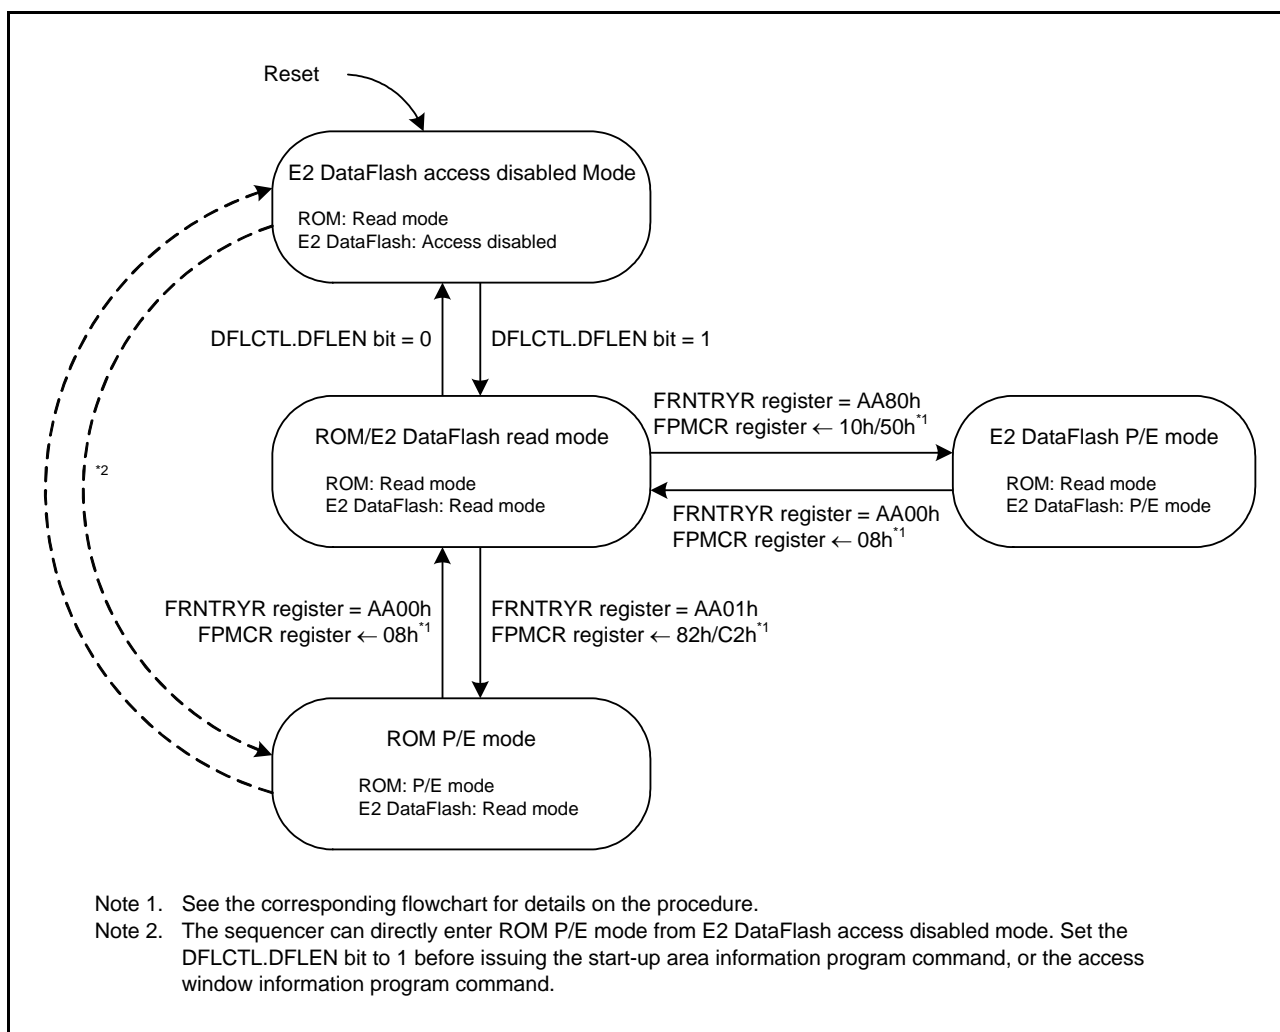 Reset
E2 DataFlash access disabled Mode
ROM: Read mode
E2 DataFlash: Access disabled
DFLCTL.DFLEN bit = 0
DFLCTL.DFLEN bit = 1
FRNTRYR register = AA80h
FPMCR register ← 10h/50h*1
ROM/E2 DataFlash read mode
ROM: Read mode
E2 DataFlash: Read mode
E2 DataFlash P/E mode
ROM: Read mode
E2 DataFlash: P/E mode
*2
FRNTRYR register = AA00h
FPMCR register ← 08h*1
FRNTRYR register = AA00h
FPMCR register ← 08h*1
FRNTRYR register = AA01h
FPMCR register ← 82h/C2h*1
ROM P/E mode
ROM: P/E mode
E2 DataFlash: Read mode
Note 1. See the corresponding flowchart for details on the procedure.
Note 2. The sequencer can directly enter ROM P/E mode from E2 DataFlash access disabled mode. Set the
DFLCTL.DFLEN bit to 1 before issuing the start-up area information program command, or the access
window information program command.